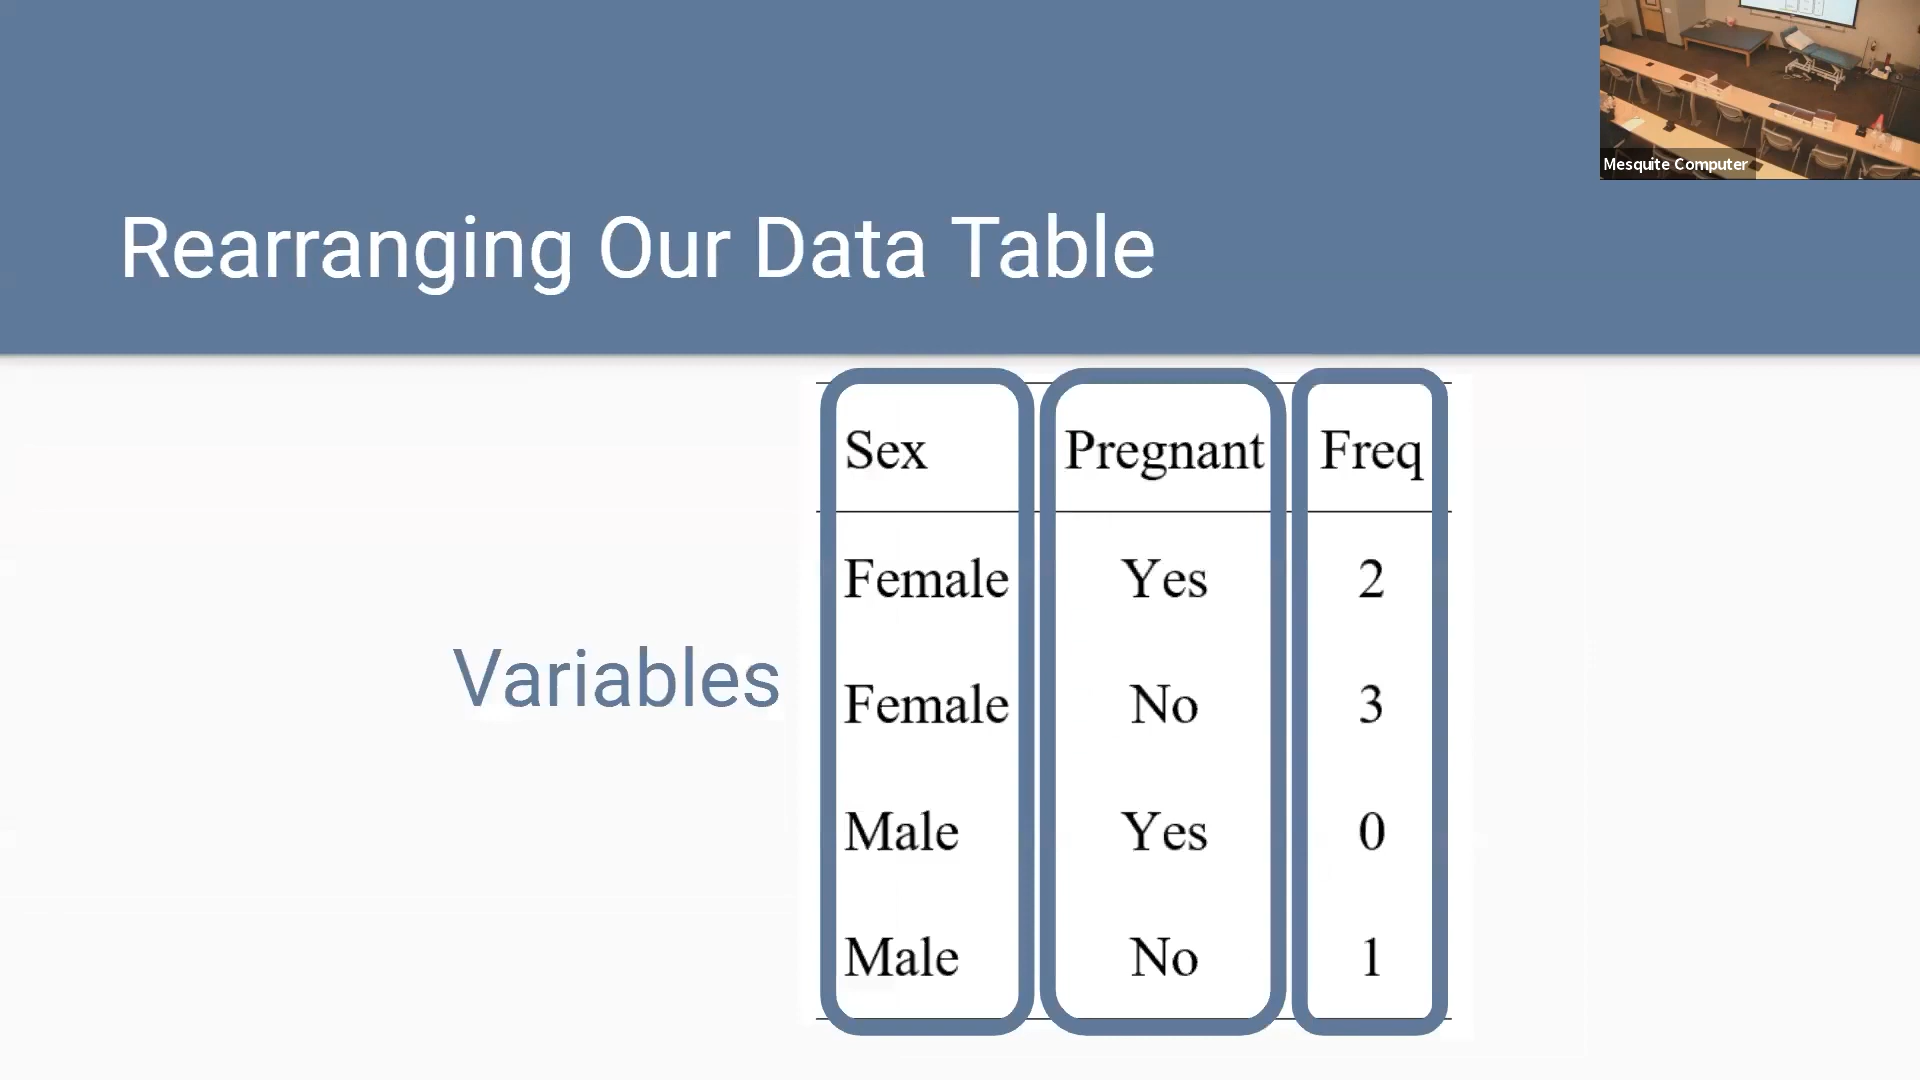 Mesquite Computer
Rearranging Our Data Table
Variables
Sex Pregnant Freq
Female Yes 2
Female No 3
Male Yes 0
Male No 1